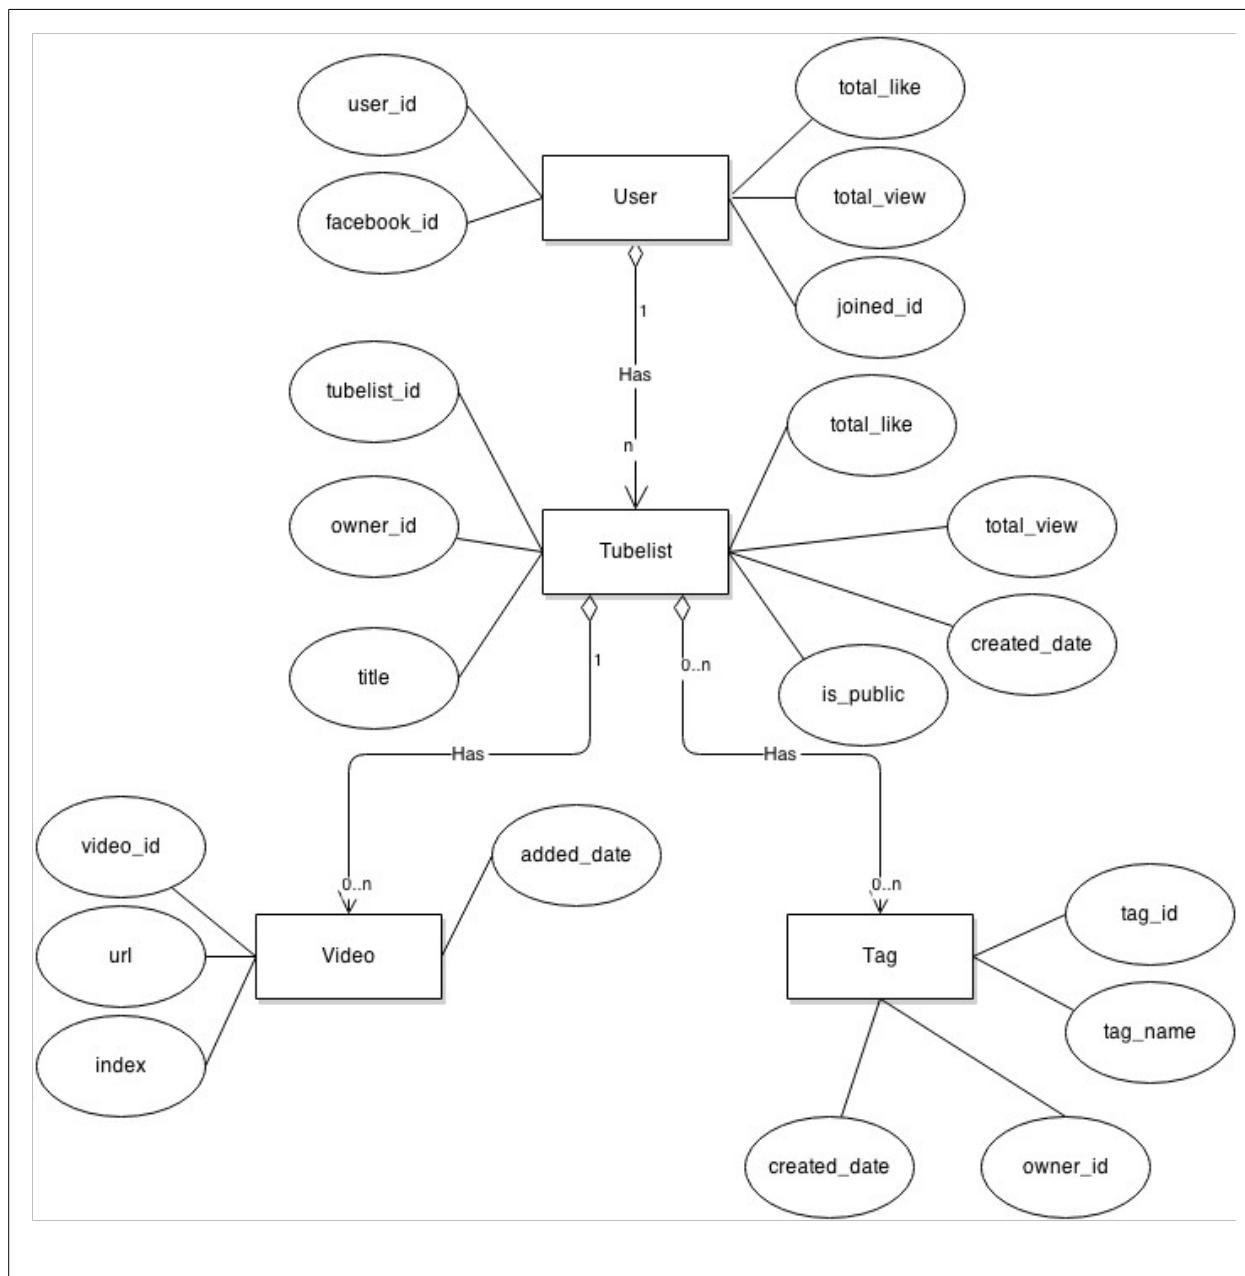 total_like
user_id
User
total_view
facebook_id
joined_id
1
Has
tubelist_id
total_like
n
owner_id
total_view
Tubelist
created_date
1
0..n
title
is_public
Has
Has
video_id
added_date
0..n
0..n
tag_id
url
Video
Tag
tag_name
index
created_date
owner_id